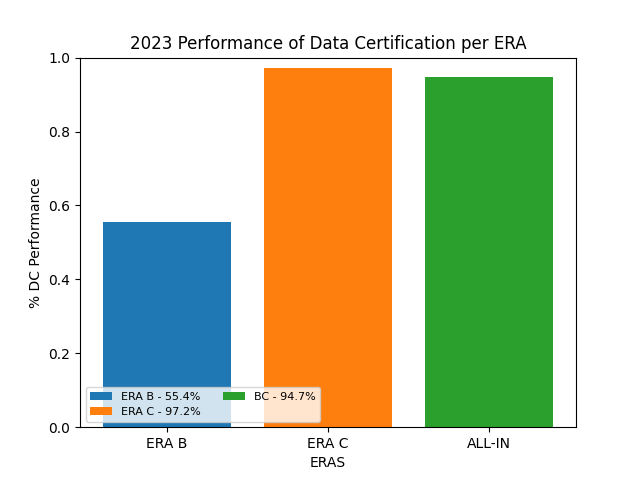 2023 Performance of Data Certification per ERA
% DC Performance
1.0
0.8
0.6
0.4
0.2
0.0
ERA B - 55.4%
ERA C - 97.2%
BC - 94.7%
ERA B
ERA C
ALL-IN
ERAS